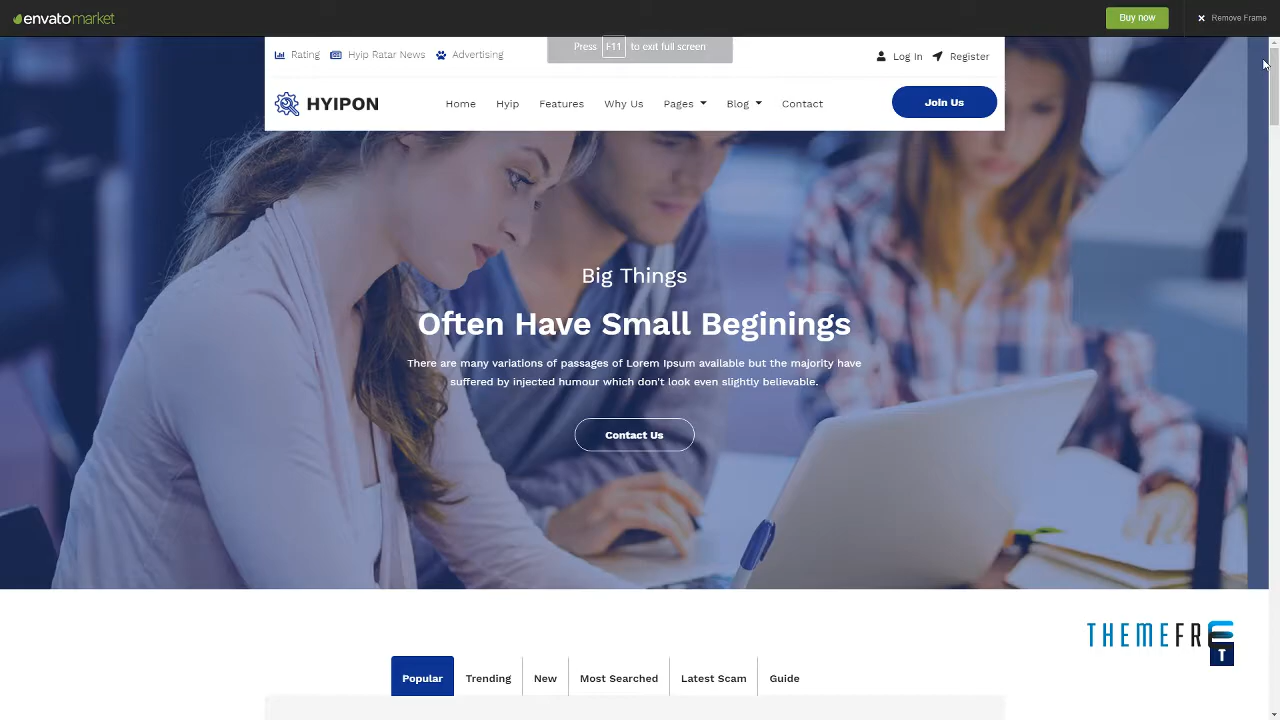 envatomarket
Buy now
Remove Frame
Rating
Hyip Ratar News
Advertising
Press F11 to exit full screen
Log In
Register
HYIPON
Home
Hyip
Features
Why Us
Pages
Blog
Contact
Join Us
Big Things
Often Have Small Beginings
There are many variations of passages of Lorem Ipsum available but the majority have
suffered by injected humour which don't look even slightly believable.
Contact Us
THEMEFRE
T
Popular
Trending
New
Most Searched
Latest Scam
Guide